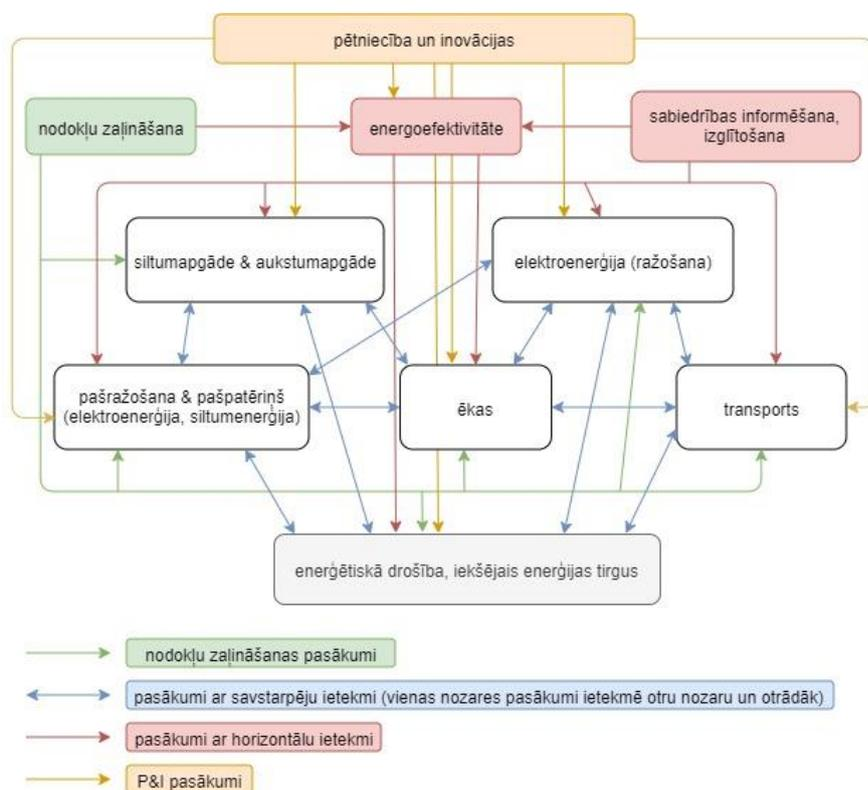 pētniecība un inovācijas
nodokļu zaļināšana
energoefektivitāte
sabiedrības informēšana,
izglītošana
siltumapgāde & aukstumapgāde
elektroenerģija (ražošana)
pašražošana & pašpatēriņš
(elektroenerģija, siltumenerģija)
ēkas
transports
enerģētiskā drošība, iekšējais enerģijas tirgus
nodokļu zaļināšanas pasākumi
pasākumi ar savstarpēju ietekmi (vienas nozares pasākumi ietekmē otru nozaru un otrādāk)
pasākumi ar horizontālu ietekmi
P&I pasākumi